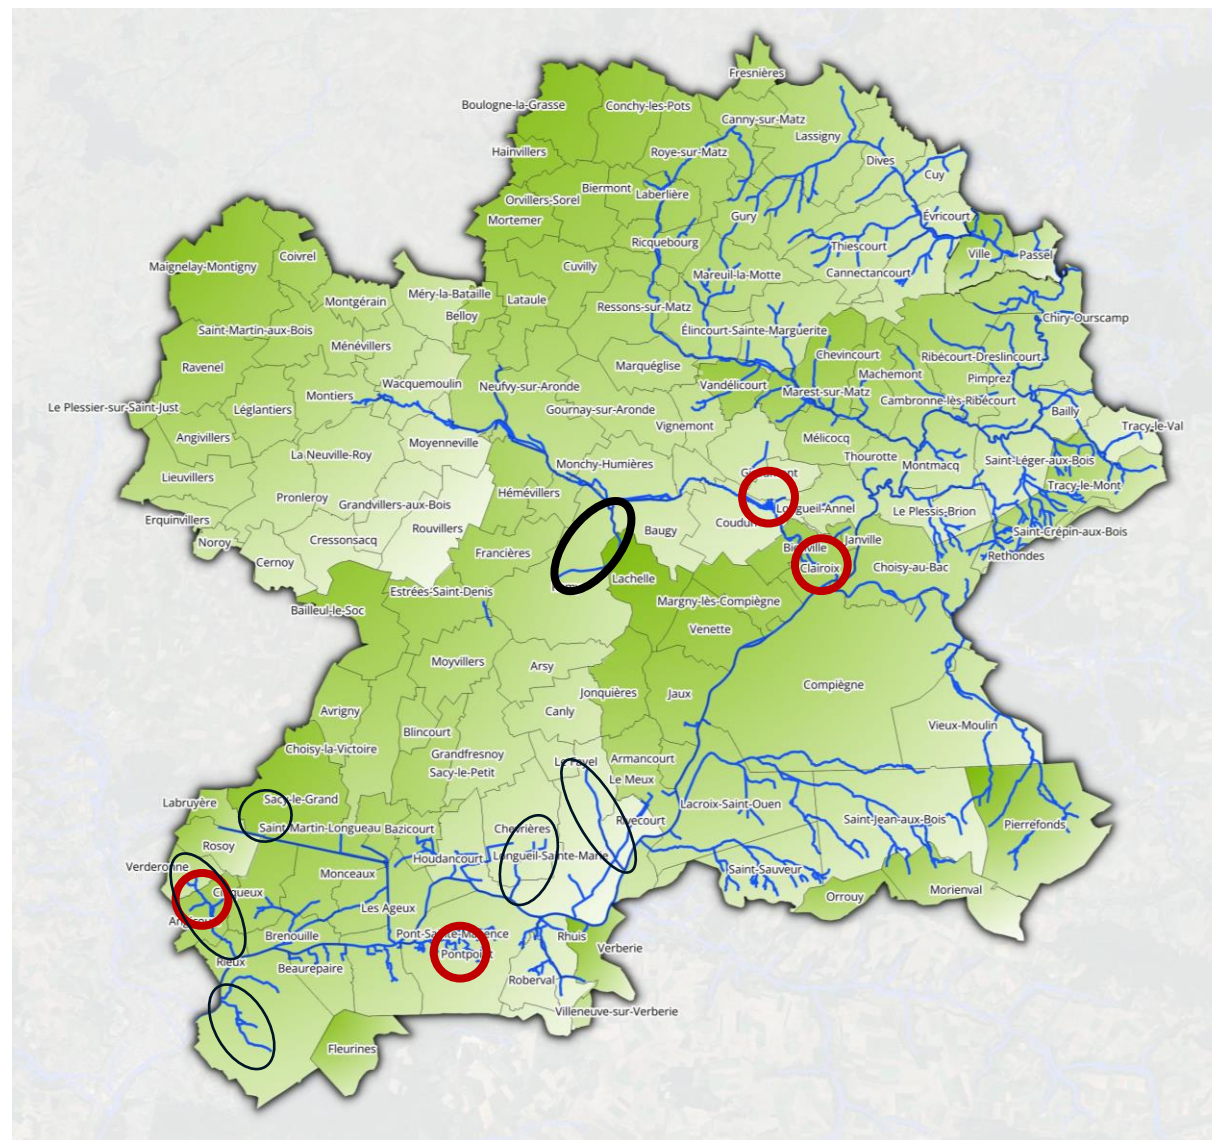 Fresnières
Boulogne-la-Grasse
Conchy-les-Pots
Canny-sur-Matz
Lassigny
Hainvillers
Roye-sur-Matz
Dives
Cuy
Biermont
Laberlière
Orvillers-Sorel
Mortemer
Gury
Évricourt
Ricquebourg
Thiescourt
Ville
Passel
Coivrel
Maignelay-Montigny
Cuvilly
Mareuil-la-Motte
Cannectancourt
Montgérain
Méry-la-Bataille
Lataule
Ressons-sur-Matz
Belloy
Chiry-Ourscamp
Saint-Martin-aux-Bois
Élincourt-Sainte-Marguerite
Ménévillers
Chevincourt
Ribécourt-Dreslincourt
Ravenel
Marquéglise
Machemont
Pimprez
Wacquemoulin
Neufvy-sur-Aronde
Vandélicourt
Marest-sur-Matz
Montiers
Cambronne-lès-Ribécourt
Le Plessier-sur-Saint-Just
Léglantiers
Gournay-sur-Aronde
Bailly
Vignemont
Tracy-le-Val
Angivillers
Moyenneville
Mélicocq
La Neuville-Roy
Thourotte
Montmacq
Saint-Léger-aux-Bois
Monchy-Humières
Lieuvillers
Tracy-le-Mont
Hémévillers
Pronleroy
Grandvillers-aux-Bois
Longueil-Annel
Le Plessis-Brion
Erquinvillers
Rouvillers
Baugy
Saint-Crépin-aux-Bois
Noroy
Cressonsacq
Janville
Francières
Rethondes
Cernoy
Clairoix
Choisy-au-Bac
Lachelle
Estrées-Saint-Denis
Margny-lès-Compiègne
Bailleul-le-Soc
Venette
Moyvillers
Arsy
Compiègne
Jonquières
Jaux
Avrigny
Canly
Vieux-Moulin
Blincourt
Choisy-la-Victoire
Grandfresnoy
Armancourt
Le Fayel
Sacy-le-Petit
Le Meux
Labruyère
Sacy-le-Grand
Lacroix-Saint-Ouen
Rivecourt
Saint-Jean-aux-Bois
Pierrefonds
Saint-Martin-Longueau
Bazicourt
Chevrières
Rosoy
Longueil-Sainte-Marie
Houdancourt
Verderonne
Monceaux
Saint-Sauveur
Cinqueux
Morienval
Orrouy
Les Ageux
Brenouille
Pont-Sainte-Maxence
Rhuis
Verberie
Pontpoint
Rieux
Beaurepaire
Roberval
Villeneuve-sur-Verberie
Fleurines